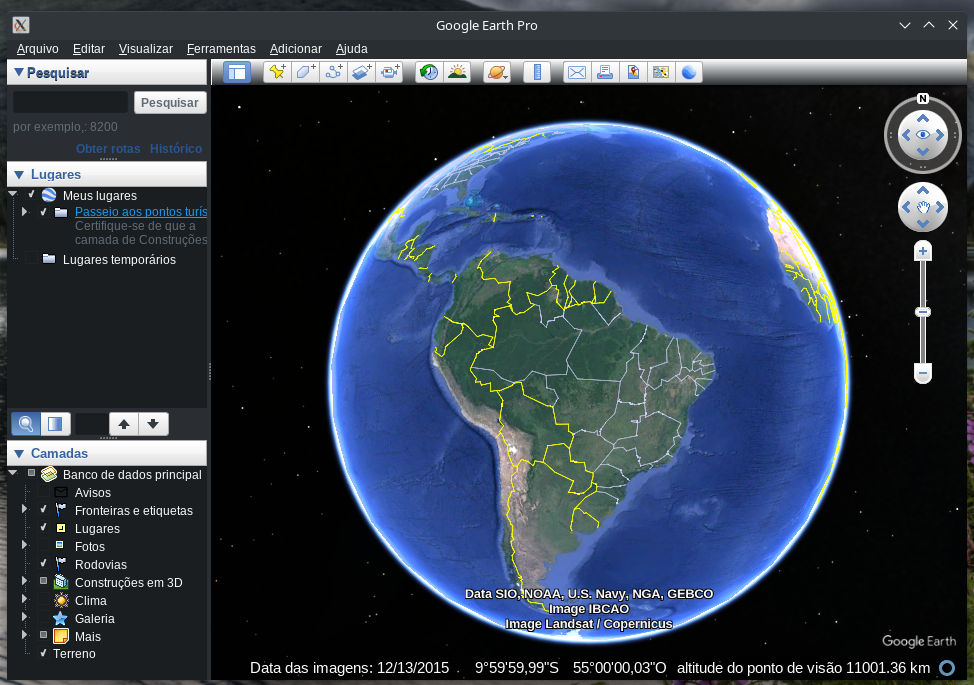 Google Earth Pro
Arquivo Editar Visualizar Ferramentas Adicionar Ajuda
Pesquisar
Pesquisar
por exemplo,: 8200
Obter rotas Histórico
Lugares
Meus lugares
Passeio aos pontos turís
Certifique-se de que a
camada de Construções
Lugares temporários
Camadas
Banco de dados principal
Avisos
Fronteiras e etiquetas
Lugares
Fotos
Rodovias
Construções em 3D
Clima
Galeria
Mais
Terreno
N
Data SIO, NOAA, U.S. Navy, NGA, GEBCO
Image IBCAO
Image Landsat / Copernicus
Google Earth
Data das imagens: 12/13/2015 9°59'59,99"S 55°00'00,03"O altitude do ponto de visão 11001.36 km